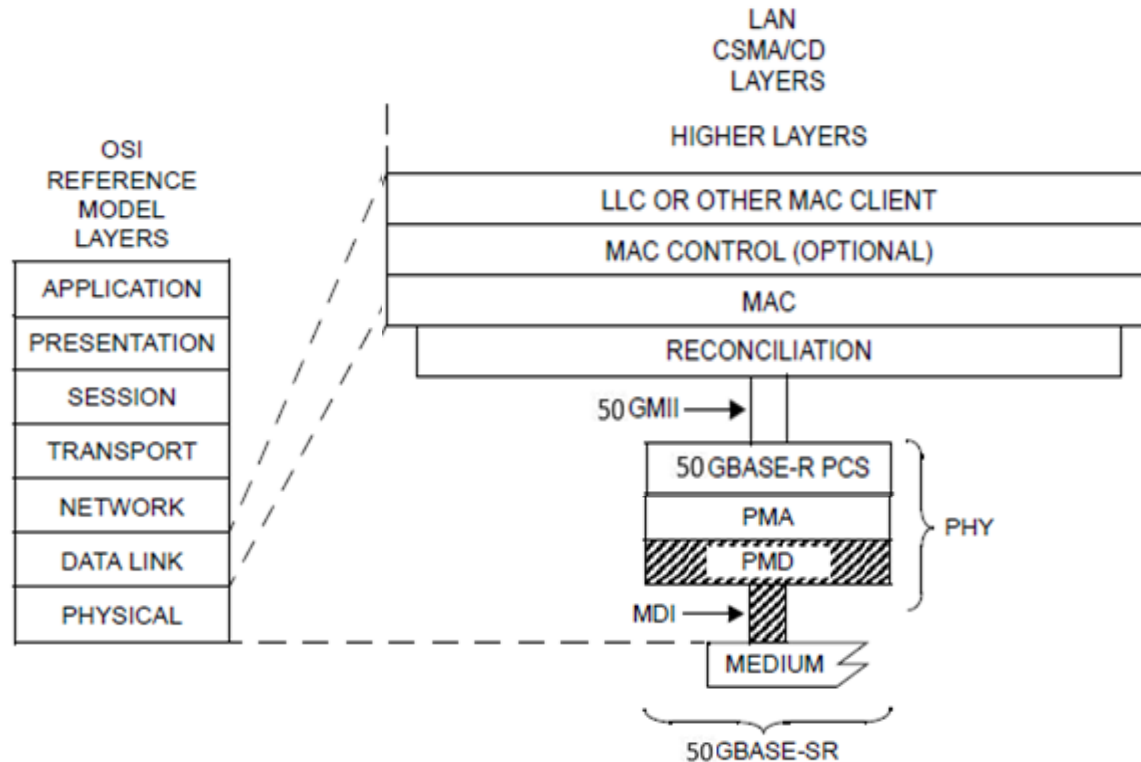 LAN
CSMA/CD
LAYERS
HIGHER LAYERS
OSI
REFERENCE
MODEL
LAYERS
APPLICATION
PRESENTATION
SESSION
TRANSPORT
NETWORK
DATA LINK
PHYSICAL
LLC OR OTHER MAC CLIENT
MAC CONTROL (OPTIONAL)
MAC
RECONCILIATION
50 GMII
50 GBASE-R PCS
PMA
PMD
PHY
MDI
MEDIUM
50 GBASE-SR